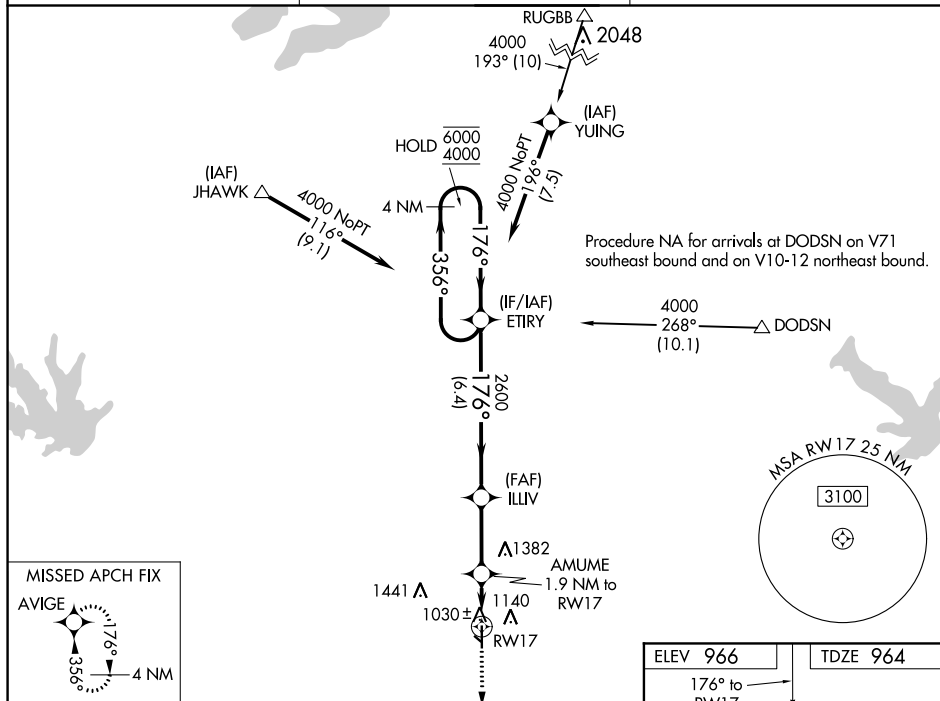 RUGBB
2048
4000
193° (10)
(IAF)
YUING
HOLD 6000
4000
4000 NoPT
196°
(7.5)
(IAF)
JHAWK
4000 NoPT
116°
(9.1)
4 NM
176°
356°
Procedure NA for arrivals at DODSN on V71
southeast bound and on V10-12 northeast bound.
(IF/IAF)
ETIRY
4000
268°
(10.1)
DODSN
2600
176°
(6.4)
(FAF)
ILLIV
MSA RW17 25 NM
3100
1382
AMUME
1.9 NM to
RW17
1441
1140
1030±
RW17
MISSED APCH FIX
AVIGE
176°
356°
4 NM
ELEV 966
TDZE 964
176° to
RW17